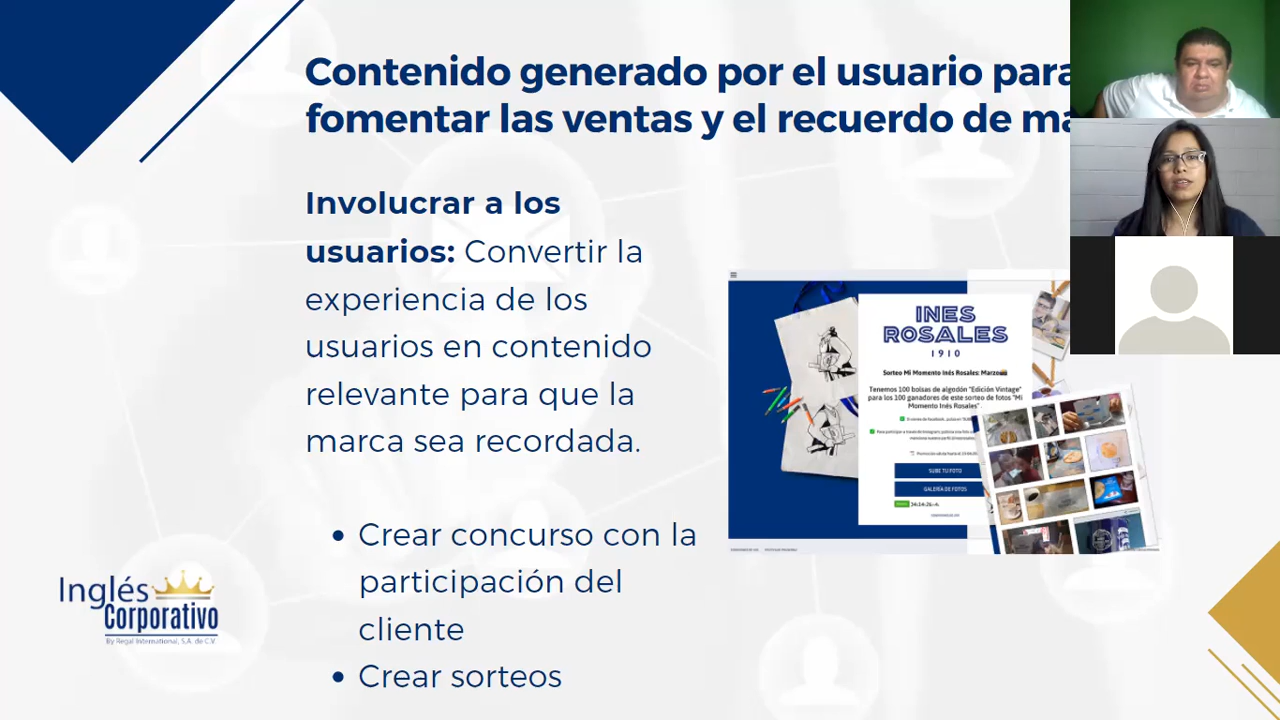 Contenido generado por el usuario para
fomentar las ventas y el recuerdo de
Involucrar a los
usuarios: Convertir la
experiencia de los
usuarios en contenido
relevante para que la
marca sea recordada.
• Crear concurso con la
participación del
cliente
• Crear sorteos
INES
ROSALES
1910
Sorteo Mi Momento Inés Rosales: Marzo
Tenemos 100 bolsas de algodón "Edición Vintage"
para los 100 ganadores de este sorteo de fotos "Mi
Momento Inés Rosales".
SUBE TU FOTO
GALERÍA DE FOTOS
Inglés
Corporativo
By Regal International, S.A. de C.V.